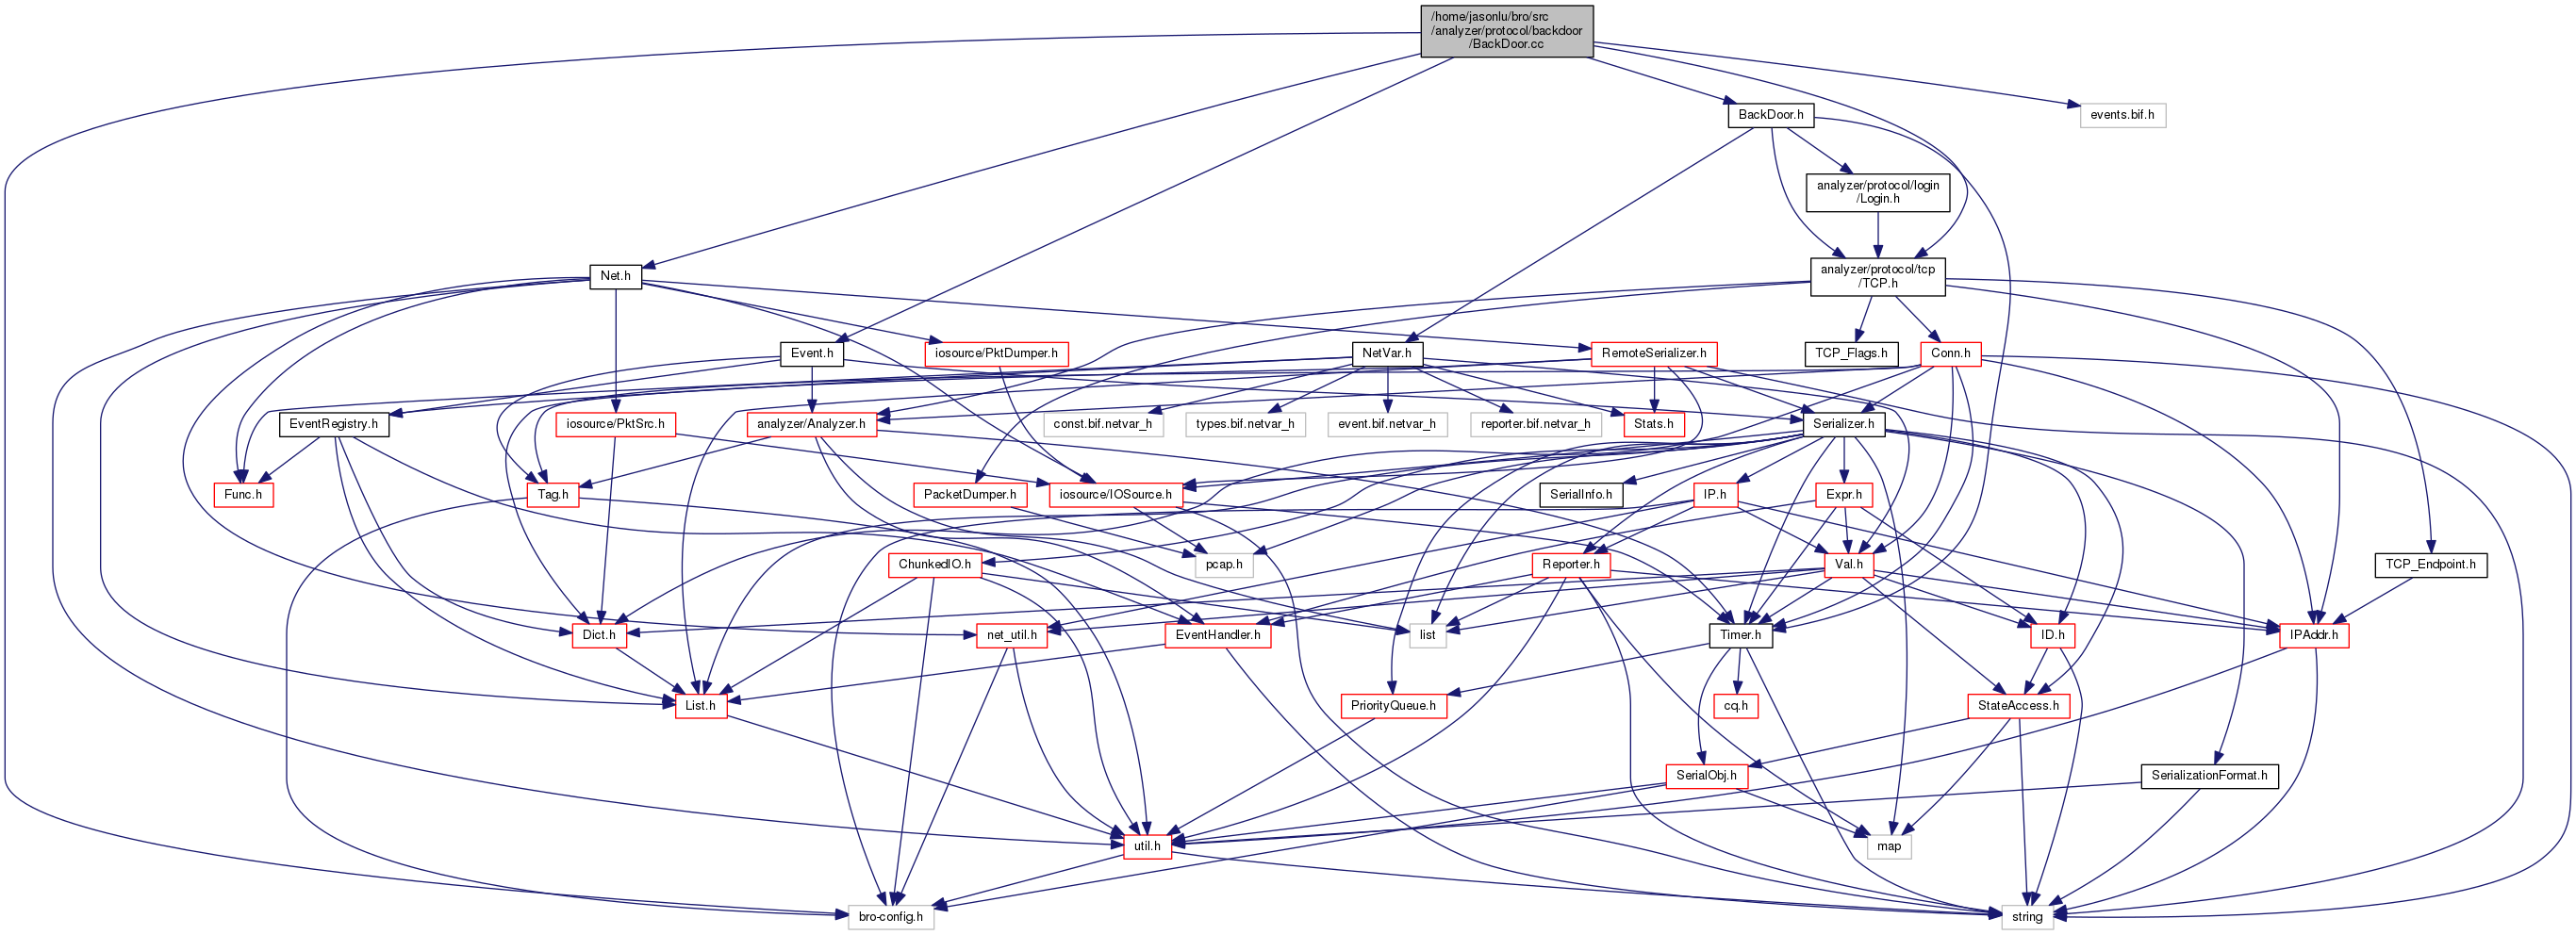 /home/jasonlu/bro/src
/analyzer/protocol/backdoor
/BackDoor.cc
BackDoor.h
events.bif.h
analyzer/protocol/login
/Login.h
Net.h
analyzer/protocol/tcp
/TCP.h
Event.h
iosource/PktDumper.h
NetVar.h
RemoteSerializer.h
TCP_Flags.h
Conn.h
EventRegistry.h
iosource/PktSrc.h
analyzer/Analyzer.h
const.bif.netvar_h
types.bif.netvar_h
event.bif.netvar_h
reporter.bif.netvar_h
Stats.h
Serializer.h
Func.h
Tag.h
PacketDumper.h
iosource/IOSource.h
SerialInfo.h
IP.h
Expr.h
ChunkedIO.h
pcap.h
Reporter.h
Val.h
TCP_Endpoint.h
Dict.h
net_util.h
EventHandler.h
list
Timer.h
ID.h
IPAddr.h
List.h
PriorityQueue.h
cq.h
StateAccess.h
SerialObj.h
SerializationFormat.h
util.h
map
bro-config.h
string